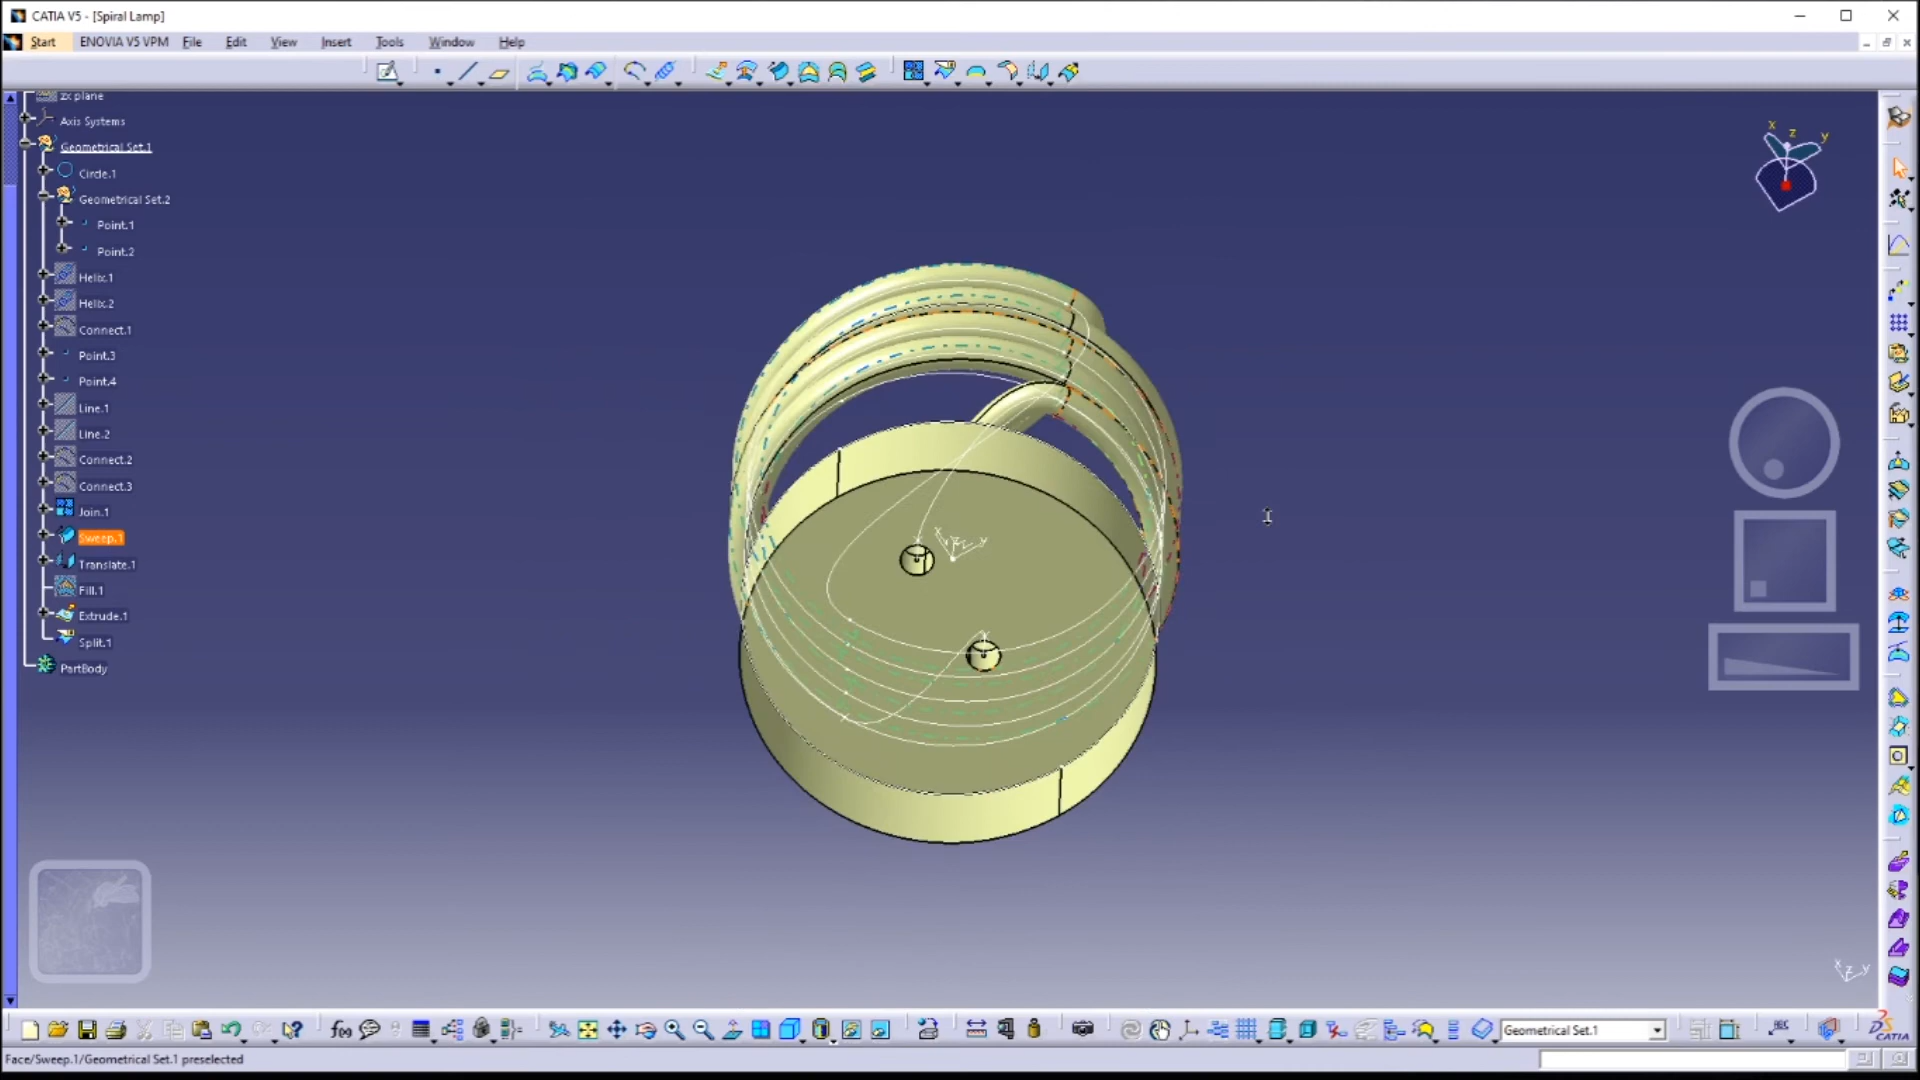 CATIA V5 - [Spiral Lamp]
Start ENOVIA V5 VPM File Edit View Insert Tools Window Help
zx plane
Axis Systems
Geometrical Set.1
Circle.1
Geometrical Set.2
Point.1
Point.2
Helix.1
Helix.2
Connect.1
Point.3
Point.4
Line.1
Line.2
Connect.2
Connect.3
Join.1
Sweep.1
Translate.1
Fill.1
Extrude.1
Split.1
PartBody
x z y
x z y
x z y
Geometrical Set.1
CATIA
Face/Sweep.1/Geometrical Set.1 preselected